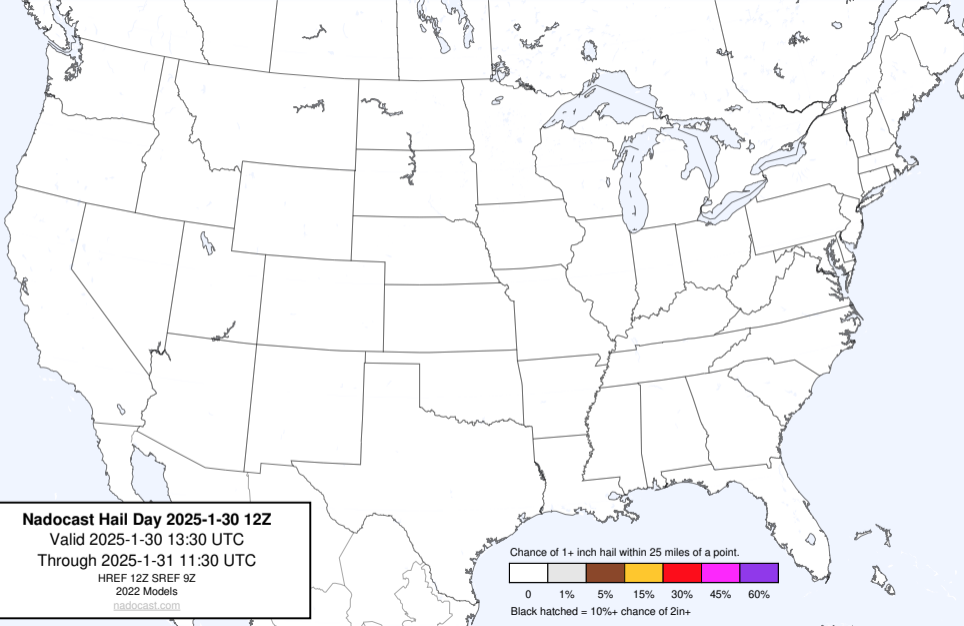 Nadocast Hail Day 2025-1-30 12Z
Valid 2025-1-30 13:30 UTC
Through 2025-1-31 11:30 UTC
HREF 12Z SREF 9Z
2022 Models
nadocast.com
Chance of 1+ inch hail within 25 miles of a point.
0 1% 5% 15% 30% 45% 60%
Black hatched = 10%+ chance of 2in+